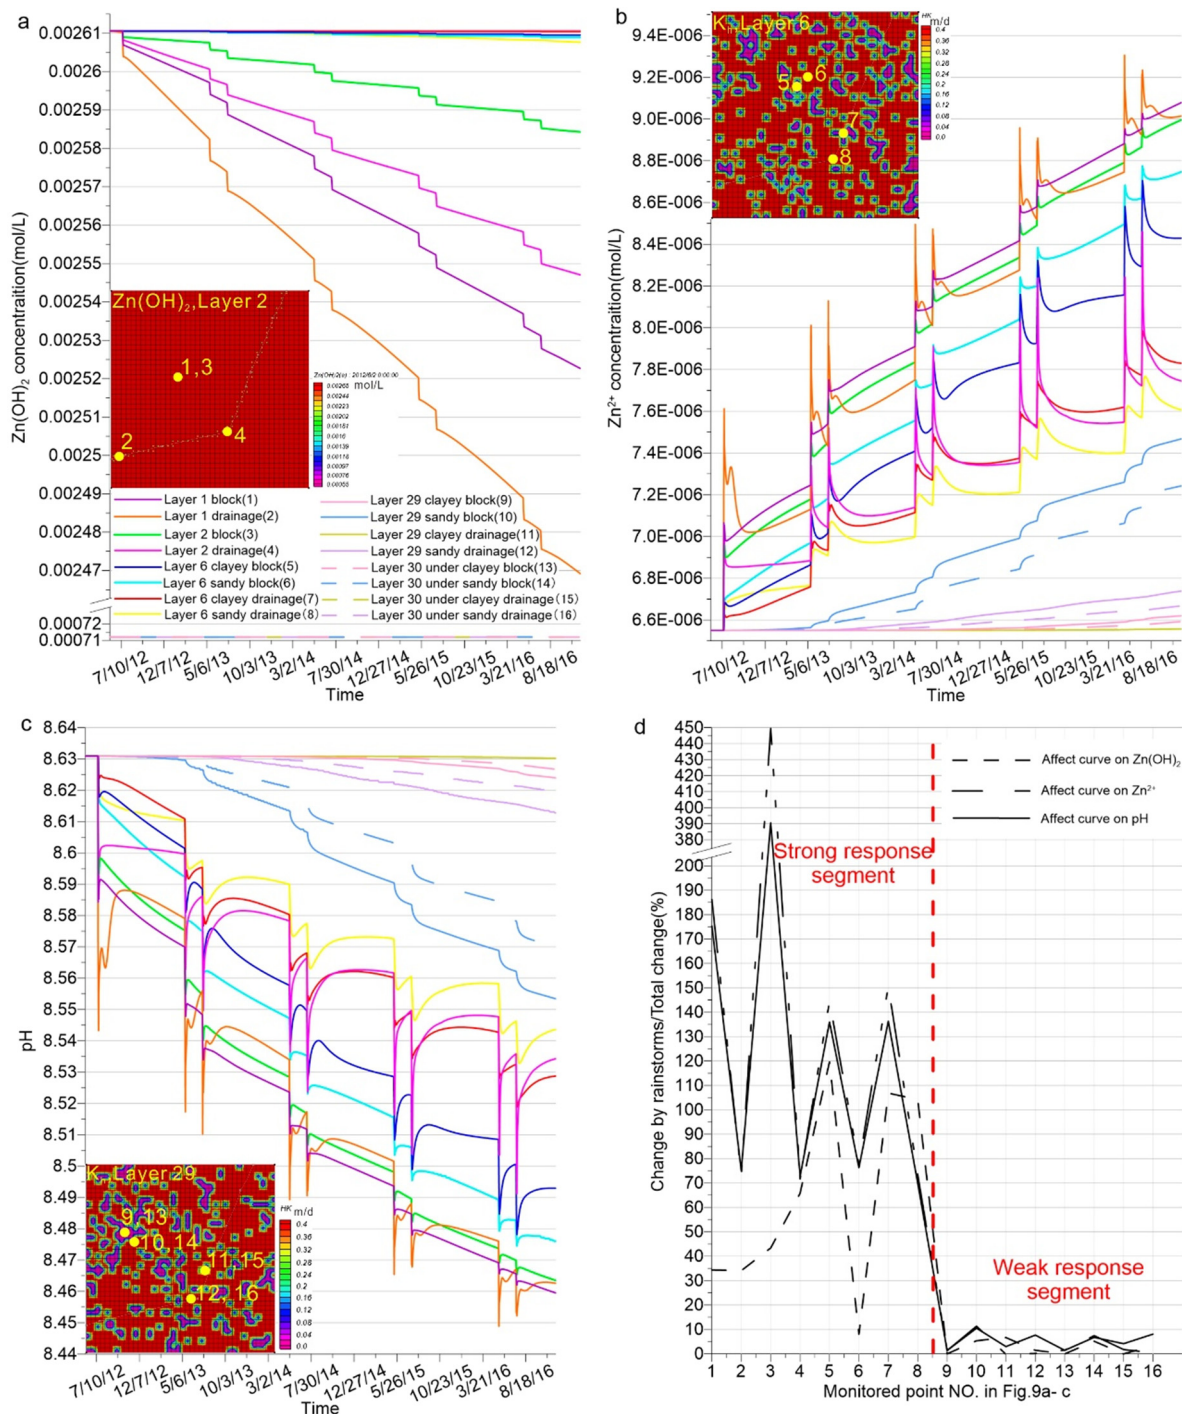 a
0.00261
0.0026
0.00259
0.00258
0.00257
0.00256
0.00255
0.00254
0.00253
0.00252
0.00251
0.0025
0.00249
0.00248
0.00247
0.00072
0.00071
Zn(OH)₂ concentration(mol/L)
Zn(OH)₂,Layer 2
1,3
2
4
mol/L
Layer 1 block(1)
Layer 1 drainage(2)
Layer 2 block(3)
Layer 2 drainage(4)
Layer 6 clayey block(5)
Layer 6 sandy block(6)
Layer 6 clayey drainage(7)
Layer 6 sandy drainage(8)
Layer 29 clayey block(9)
Layer 29 sandy block(10)
Layer 29 clayey drainage(11)
Layer 29 sandy drainage(12)
Layer 30 under clayey block(13)
Layer 30 under sandy block(14)
Layer 30 under clayey drainage(15)
Layer 30 under sandy drainage(16)
7/10/12 12/7/12 5/6/13 10/3/13 3/2/14 7/30/14 12/27/14 5/26/15 10/23/15 3/21/16 8/18/16
Time
b
9.4E-006
9.2E-006
9.0E-006
8.8E-006
8.6E-006
8.4E-006
8.2E-006
8.0E-006
7.8E-006
7.6E-006
7.4E-006
7.2E-006
7.0E-006
6.8E-006
6.6E-006
Zn²⁺ concentraition(mol/L)
K, Layer 6
5
6
7
8
HK
m/d
0.4
0.36
0.32
0.28
0.24
0.2
0.16
0.12
0.08
0.04
0.0
7/10/12 12/7/12 5/6/13 10/3/13 3/2/14 7/30/14 12/27/14 5/26/15 10/23/15 3/21/16 8/18/16
Time
c
8.64
8.63
8.62
8.61
8.6
8.59
8.58
8.57
8.56
8.55
8.54
8.53
8.52
8.51
8.5
8.49
8.48
8.47
8.46
8.45
8.44
pH
K, Layer 29
9, 13
10, 14
11, 15
12, 16
HK m/d
0.4
0.36
0.32
0.28
0.24
0.2
0.16
0.12
0.08
0.04
0.0
7/10/12 12/7/12 5/6/13 10/3/13 3/2/14 7/30/14 12/27/14 5/26/15 10/23/15 3/21/16 8/18/16
Time
d
450
440
430
420
410
400
390
380
200
190
180
170
160
150
140
130
120
110
100
90
80
70
60
50
40
30
20
10
0
Change by rainstorms/Total change(%)
Affect curve on Zn(OH)₂
Affect curve on Zn²⁺
Affect curve on pH
Strong response
segment
Weak response
segment
1 2 3 4 5 6 7 8 9 10 11 12 13 14 15 16
Monitored point NO. in Fig.9a- c